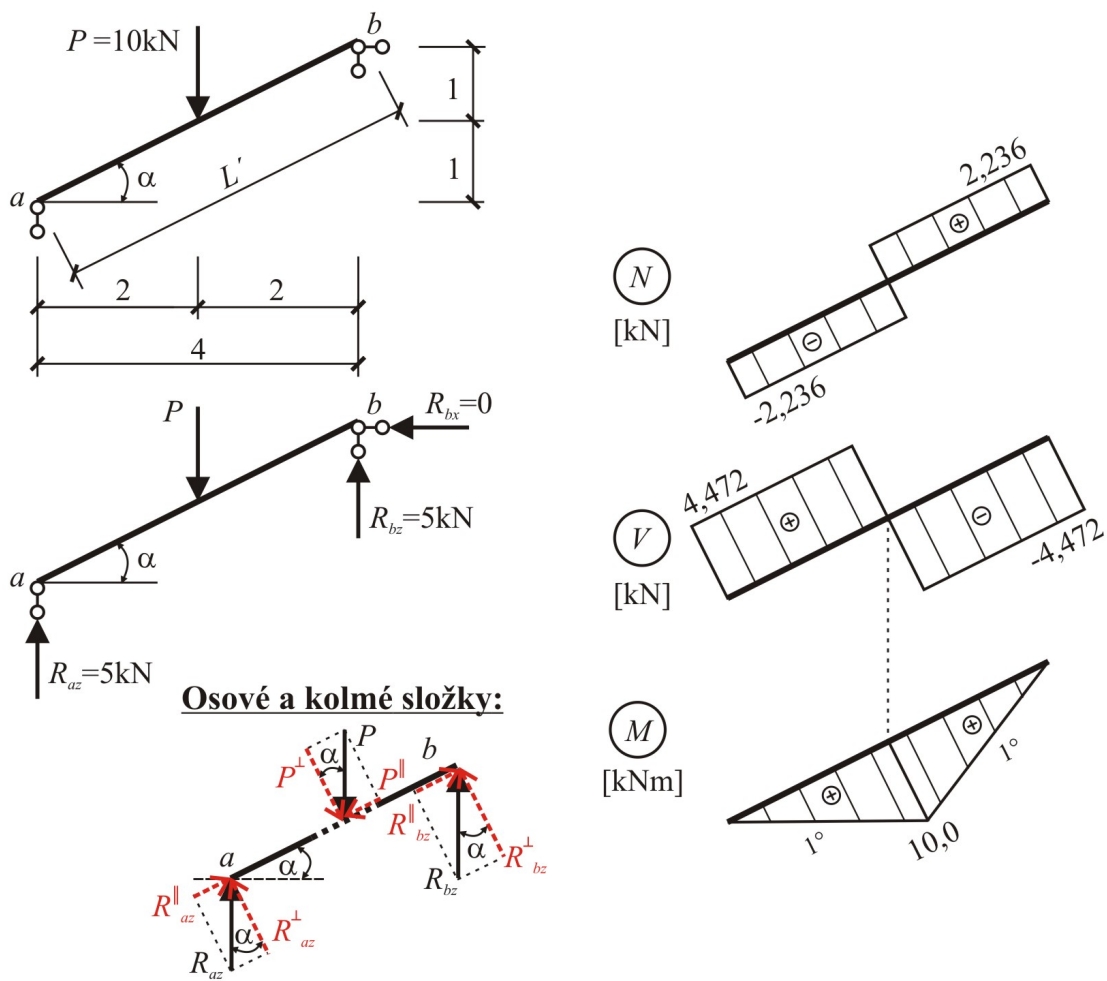 P =10kN
b
1
1
a
α
L′
2
2
4
P
b
R_bx=0
R_bz=5kN
a
α
R_az=5kN
Osové a kolmé složky:
P
α
b
P^⊥
P^∥
R^∥_bz
α
R^⊥_bz
R_bz
a
α
R^∥_az
α
R^⊥_az
R_az
2,236
+
N
[kN]
−
-2,236
4,472
+
V
[kN]
−
-4,472
M
[kNm]
+
+
1°
1°
10,0